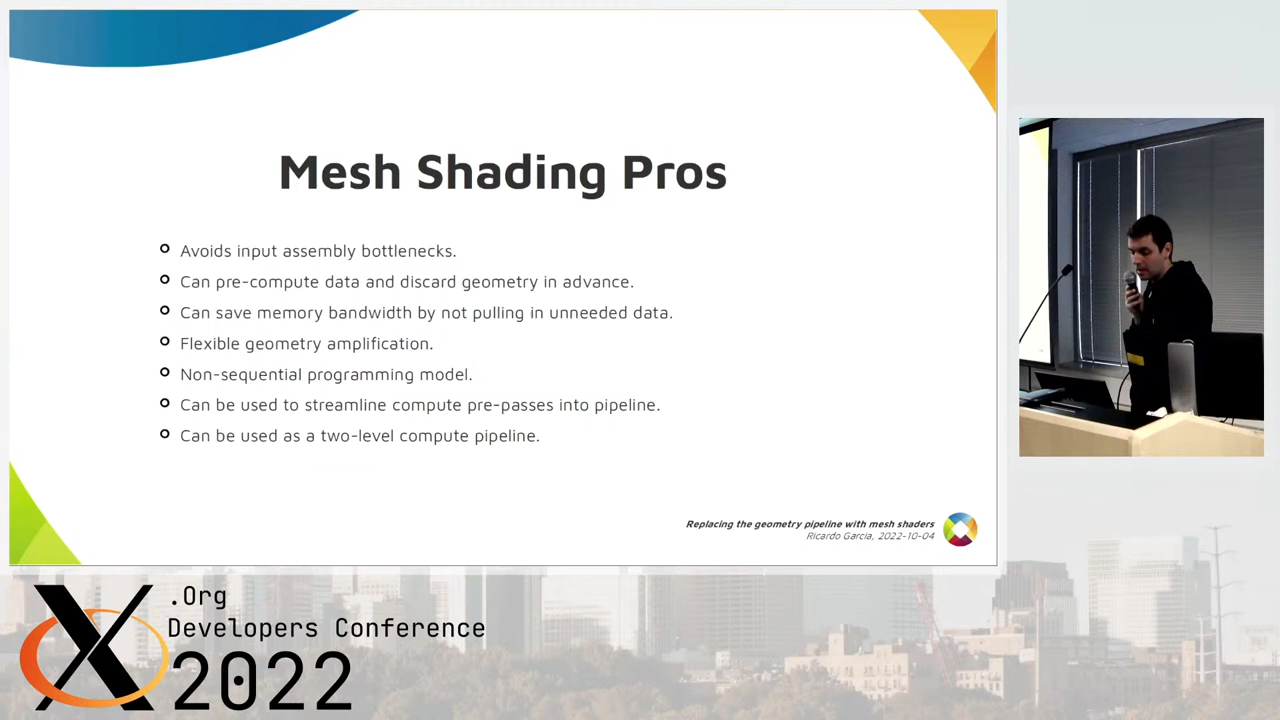 Mesh Shading Pros
Avoids input assembly bottlenecks.
Can pre-compute data and discard geometry in advance.
Can save memory bandwidth by not pulling in unneeded data.
Flexible geometry amplification.
Non-sequential programming model.
Can be used to streamline compute pre-passes into pipeline.
Can be used as a two-level compute pipeline.
Replacing the geometry pipeline with mesh shaders
Ricardo Garcia, 2022-10-04
X.Org
Developers Conference
2022